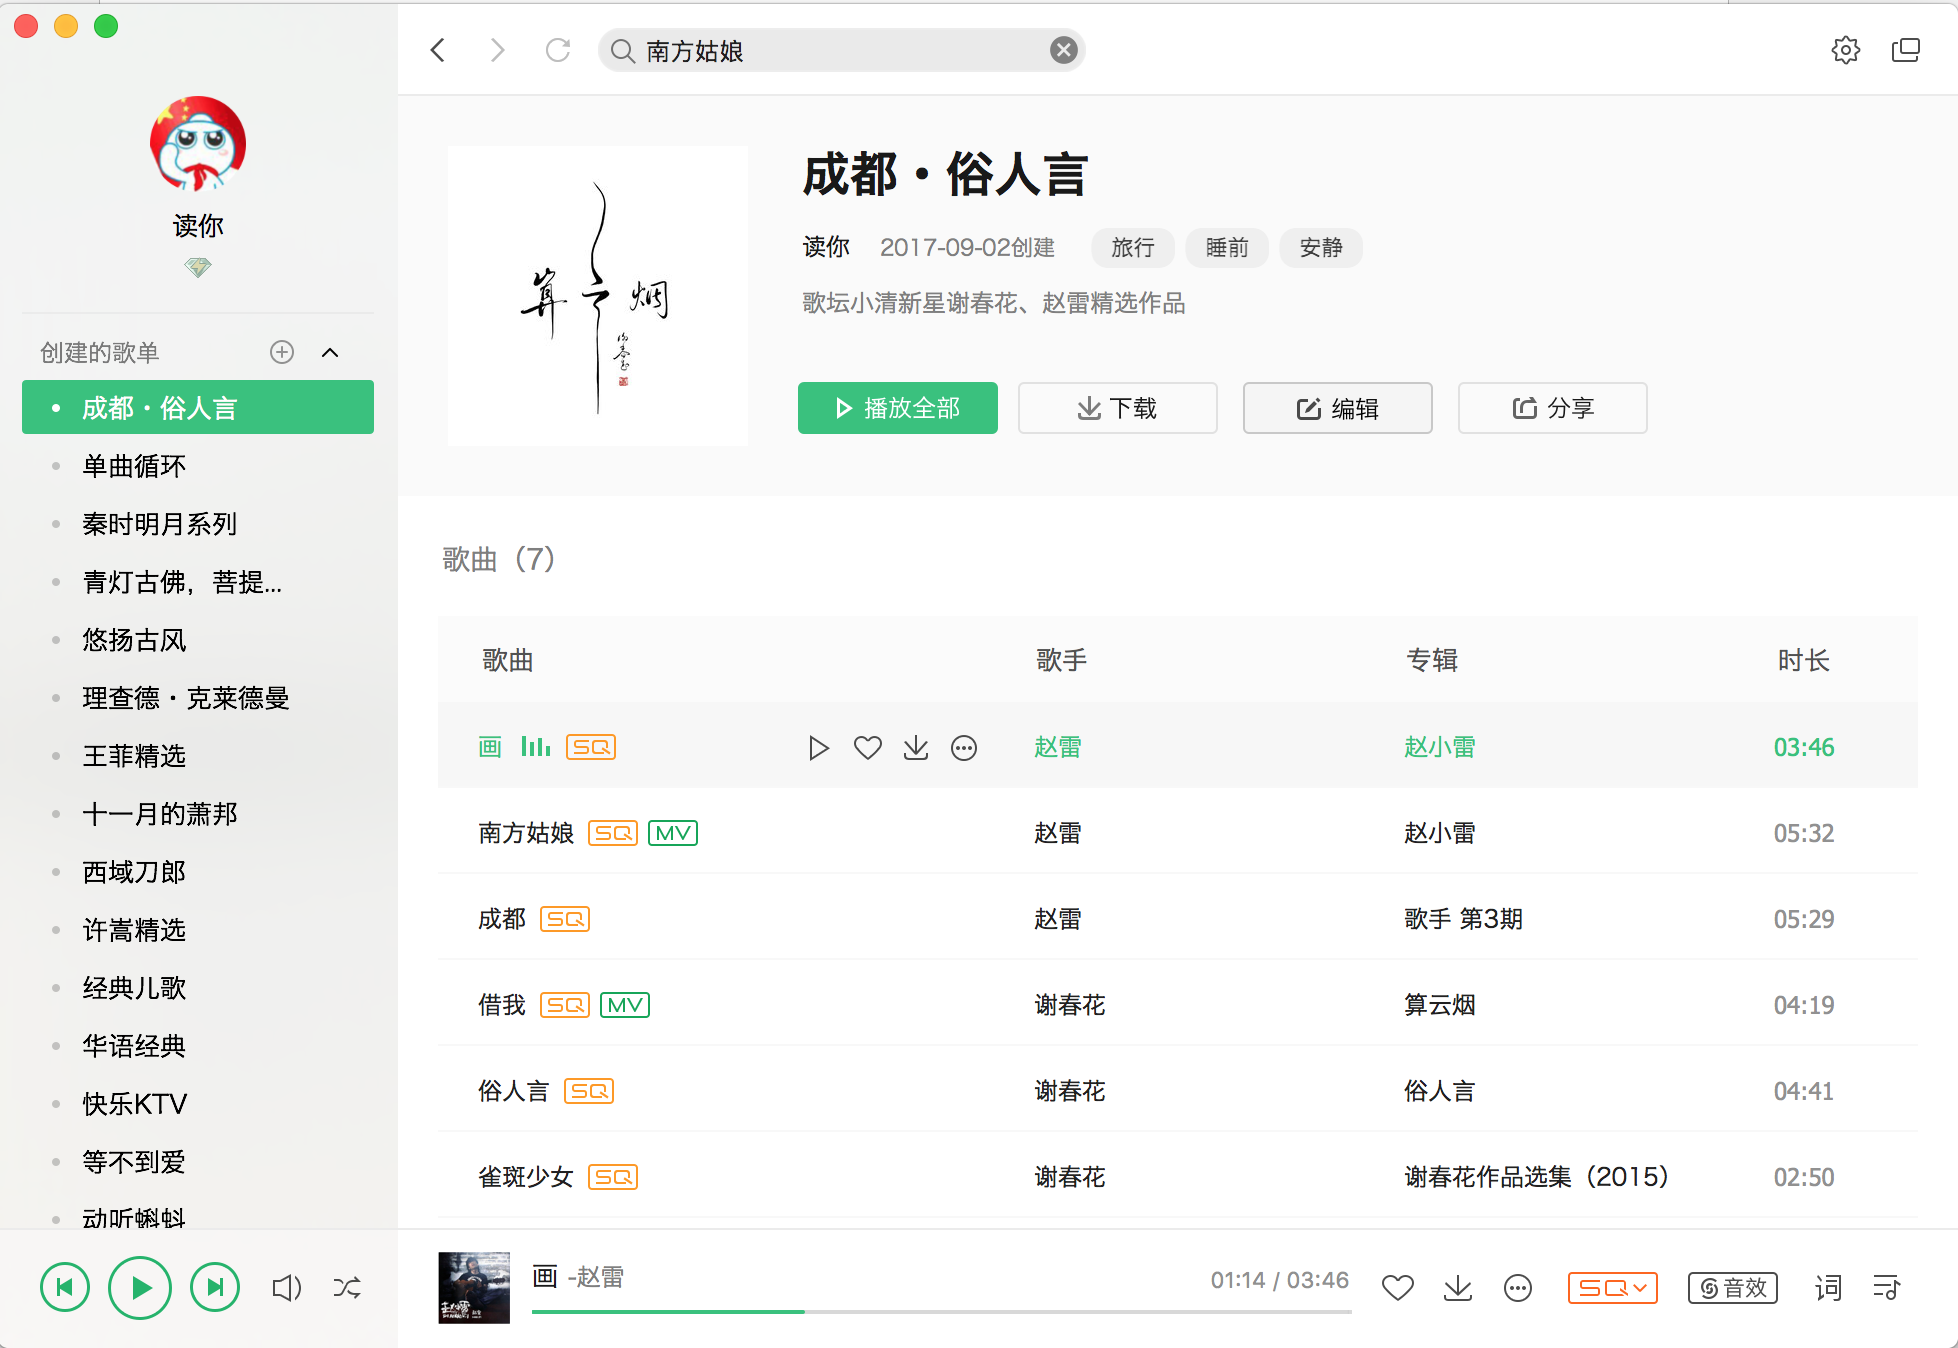 南方姑娘
读你
创建的歌单
成都・俗人言
单曲循环
秦时明月系列
青灯古佛，菩提...
悠扬古风
理查德・克莱德曼
王菲精选
十一月的萧邦
西域刀郎
许嵩精选
经典儿歌
华语经典
快乐KTV
等不到爱
动听蝌蚪
算云烟
成都・俗人言
读你 2017-09-02创建 旅行 睡前 安静
歌坛小清新星谢春花、赵雷精选作品
播放全部 下载 编辑 分享
歌曲（7）
歌曲 歌手 专辑 时长
画 SQ 赵雷 赵小雷 03:46
南方姑娘 SQ MV 赵雷 赵小雷 05:32
成都 SQ 赵雷 歌手 第3期 05:29
借我 SQ MV 谢春花 算云烟 04:19
俗人言 SQ 谢春花 俗人言 04:41
雀斑少女 SQ 谢春花 谢春花作品选集（2015） 02:50
画 -赵雷 01:14 / 03:46 SQ 音效 词